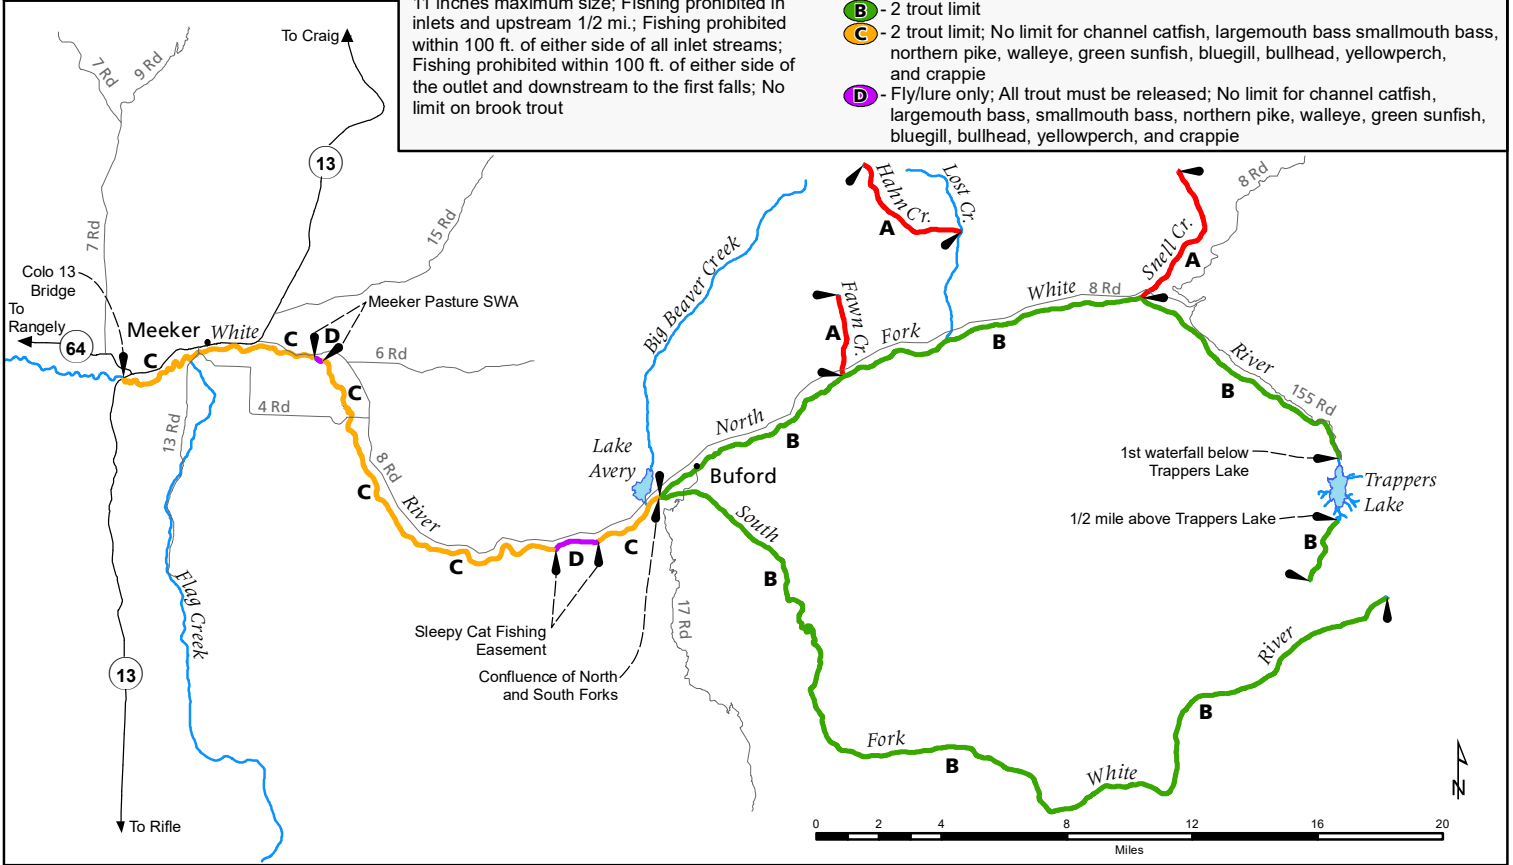 11 inches maximum size; Fishing prohibited in
inlets and upstream 1/2 mi.; Fishing prohibited
within 100 ft. of either side of all inlet streams;
Fishing prohibited within 100 ft. of either side of
the outlet and downstream to the first falls; No
limit on brook trout
B - 2 trout limit
C - 2 trout limit; No limit for channel catfish, largemouth bass smallmouth bass,
northern pike, walleye, green sunfish, bluegill, bullhead, yellowperch,
and crappie
D - Fly/lure only; All trout must be released; No limit for channel catfish,
largemouth bass, smallmouth bass, northern pike, walleye, green sunfish,
bluegill, bullhead, yellowperch, and crappie
To Craig
7 Rd
9 Rd
13
7 Rd
15 Rd
Colo 13
Bridge
To
Rangely
64
Meeker
White
Meeker Pasture SWA
C
C
D
6 Rd
C
4 Rd
13 Rd
8 Rd
C
River
C
D
C
Flag Creek
13
To Rifle
Sleepy Cat Fishing
Easement
Confluence of North
and South Forks
17 Rd
Big Beaver Creek
Lake
Avery
Buford
Hahn Cr.
A
Lost Cr.
Fawn Cr.
A
Snell Cr.
A
8 Rd
North
Fork
White
8 Rd
River
B
B
B
155 Rd
1st waterfall below
Trappers Lake
Trappers
Lake
1/2 mile above Trappers Lake
B
South
B
Fork
B
White
B
River
N
0
2
4
8
12
16
20
Miles